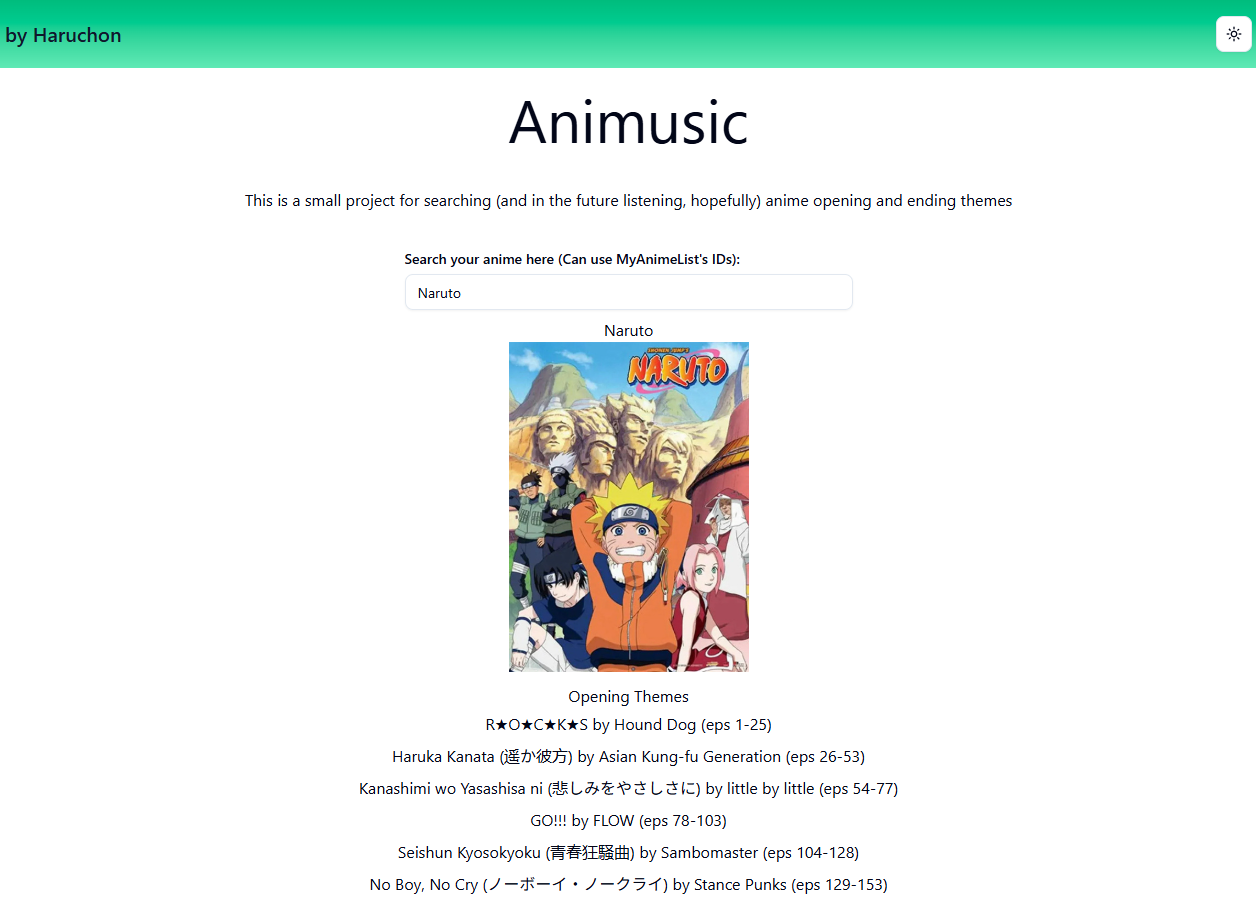 by Haruchon
Animusic
This is a small project for searching (and in the future listening, hopefully) anime opening and ending themes
Search your anime here (Can use MyAnimeList's IDs):
Naruto
Naruto
SHONEN JUMP'S
NARUTO
Opening Themes
R★O★C★K★S by Hound Dog (eps 1-25)
Haruka Kanata (遥か彼方) by Asian Kung-fu Generation (eps 26-53)
Kanashimi wo Yasashisa ni (悲しみをやさしさに) by little by little (eps 54-77)
GO!!! by FLOW (eps 78-103)
Seishun Kyosokyoku (青春狂騒曲) by Sambomaster (eps 104-128)
No Boy, No Cry (ノーボーイ・ノークライ) by Stance Punks (eps 129-153)